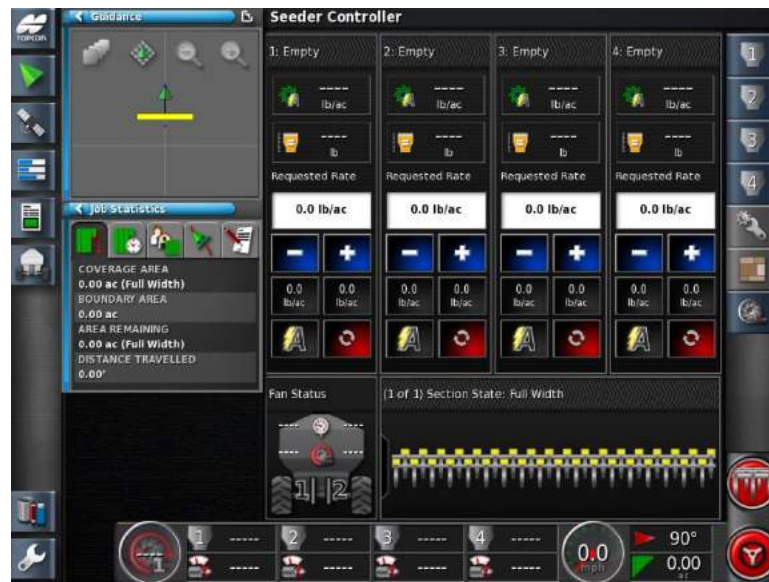 TOPCON
Guidance
Seeder Controller
1: Empty
2: Empty
3: Empty
4: Empty
----
lb/ac
----
lb/ac
----
lb/ac
----
lb/ac
----
lb
----
lb
----
lb
----
lb
Requested Rate
Requested Rate
Requested Rate
Requested Rate
0.0 lb/ac
0.0 lb/ac
0.0 lb/ac
0.0 lb/ac
0.0
lb/ac
0.0
lb/ac
0.0
lb/ac
0.0
lb/ac
0.0
lb/ac
0.0
lb/ac
0.0
lb/ac
0.0
lb/ac
A
A
A
A
Job Statistics
COVERAGE AREA
0.00 ac (Full Width)
BOUNDARY AREA
0.00 ac
AREA REMAINING
0.00 ac (Full Width)
DISTANCE TRAVELLED
0.00'
Fan Status
----
----
----
1 2
(1 of 1) Section State: Full Width
1
2
3
4
---
1
1 -----
-----
2 -----
-----
3 -----
-----
4 -----
-----
0.0
mph
90°
0.00
ac